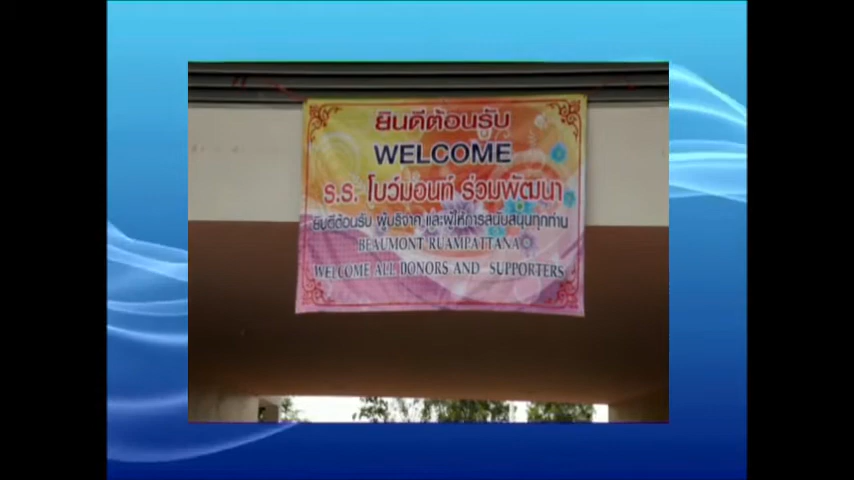 ยินดีต้อนรับ
WELCOME
ร.ร. โบว์มอนท์ ร่วมพัฒนา
ยินดีต้อนรับ ผู้บริจาค และผู้ให้การสนับสนุนทุกท่าน
BEAUMONT RUAMPATTANA
WELCOME ALL DONORS AND SUPPORTERS